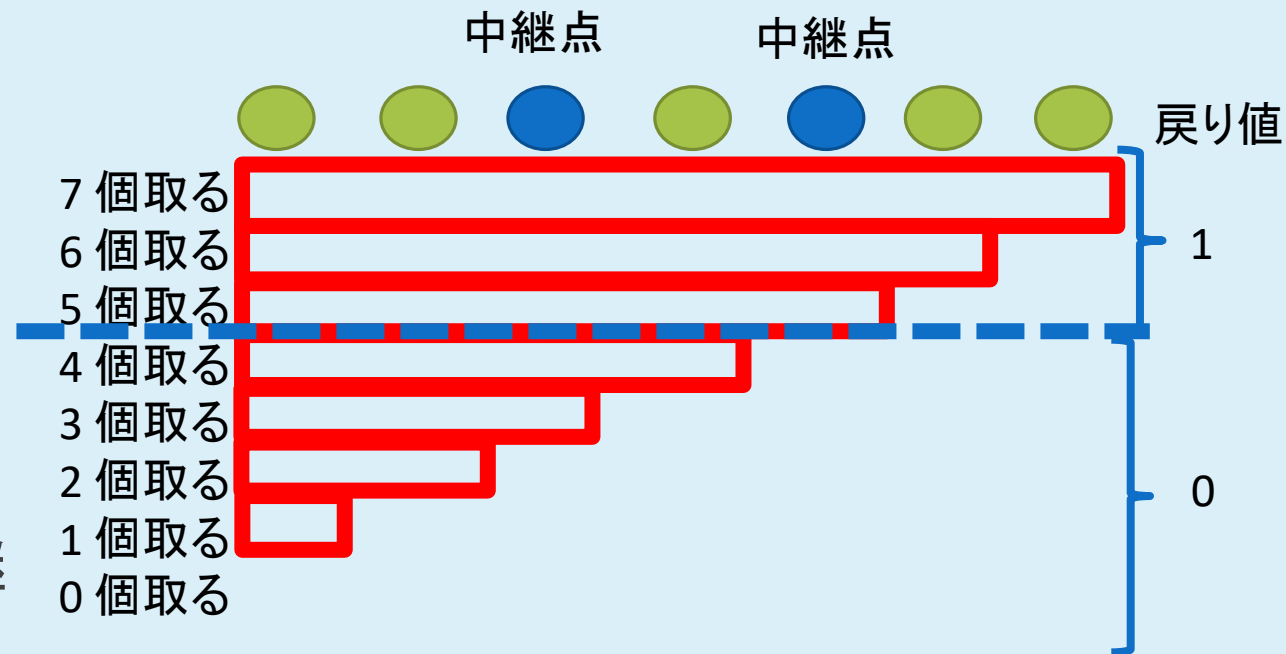 中継点 中継点
戻り値
7 個取る
6 個取る
1
5 個取る
4 個取る
3 個取る
2 個取る
0
1 個取る
0 個取る